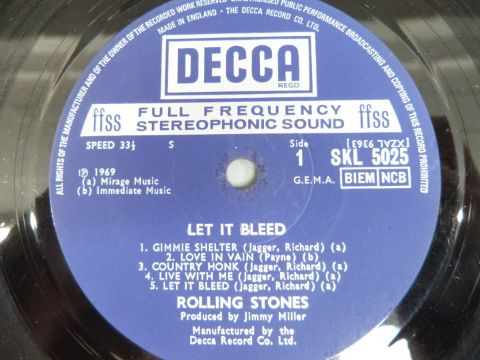 ALL RIGHTS OF THE MANUFACTURER AND OF THE OWNER OF THE RECORDED WORK RESERVED UNAUTHORISED PUBLIC PERFORMANCE BROADCASTING AND COPYING OF THIS RECORD PROHIBITED
MADE IN ENGLAND · THE DECCA RECORD CO. LTD.
DECCA
REGD
ffss FULL FREQUENCY ffss
STEREOPHONIC SOUND
SPEED 33⅓ S Side [XZAL 9363]
1 SKL 5025
℗ 1969 G.E.M.A. BIEM NCB
(a) Mirage Music
(b) Immediate Music
LET IT BLEED
1. GIMMIE SHELTER (Jagger, Richard) (a)
2. LOVE IN VAIN (Payne) (b)
3. COUNTRY HONK (Jagger, Richard) (a)
4. LIVE WITH ME (Jagger, Richard) (a)
5. LET IT BLEED (Jagger, Richard) (a)
ROLLING STONES
Produced by Jimmy Miller
Manufactured by the
Decca Record Co. Ltd.